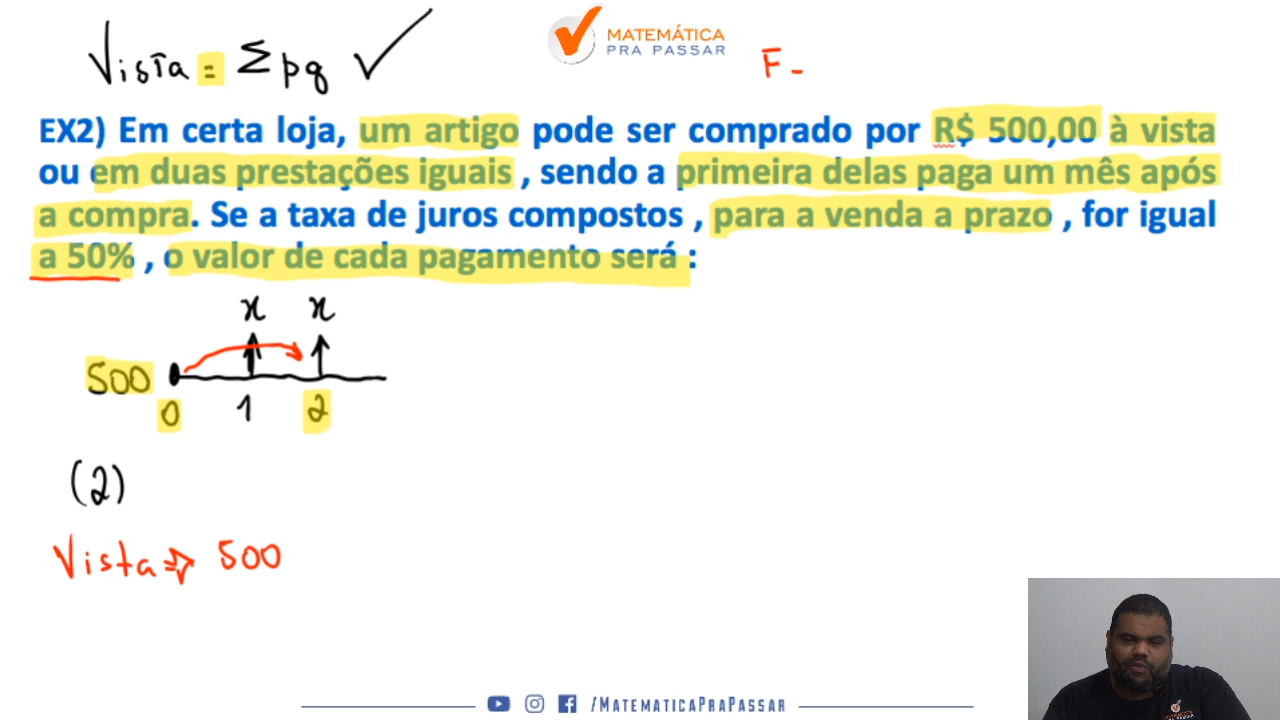 Vista = Σpg ✓
MATEMÁTICA
PRA PASSAR
F -
EX2) Em certa loja, um artigo pode ser comprado por R$ 500,00 à vista
ou em duas prestações iguais , sendo a primeira delas paga um mês após
a compra. Se a taxa de juros compostos , para a venda a prazo , for igual
a 50% , o valor de cada pagamento será :
x x
500
0 1 2
(2)
Vista ⇒ 500
/MATEMATICAPRAPASSAR